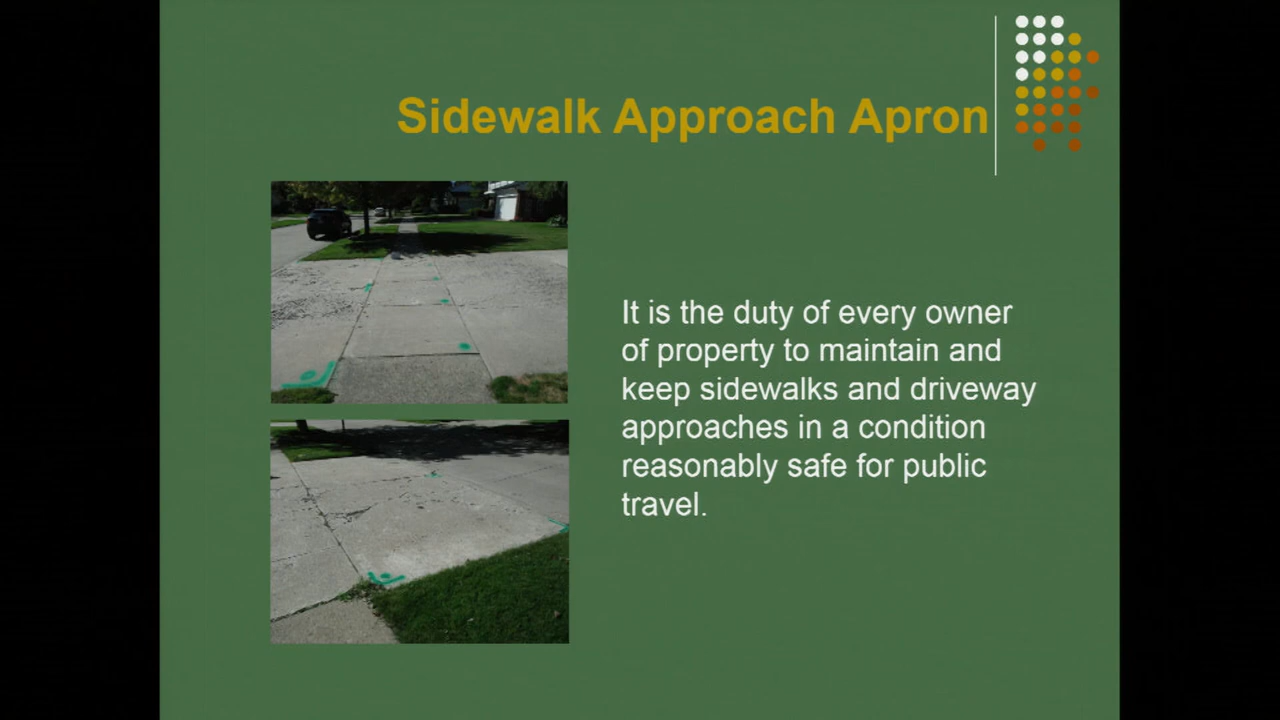 Sidewalk Approach Apron
It is the duty of every owner
of property to maintain and
keep sidewalks and driveway
approaches in a condition
reasonably safe for public
travel.